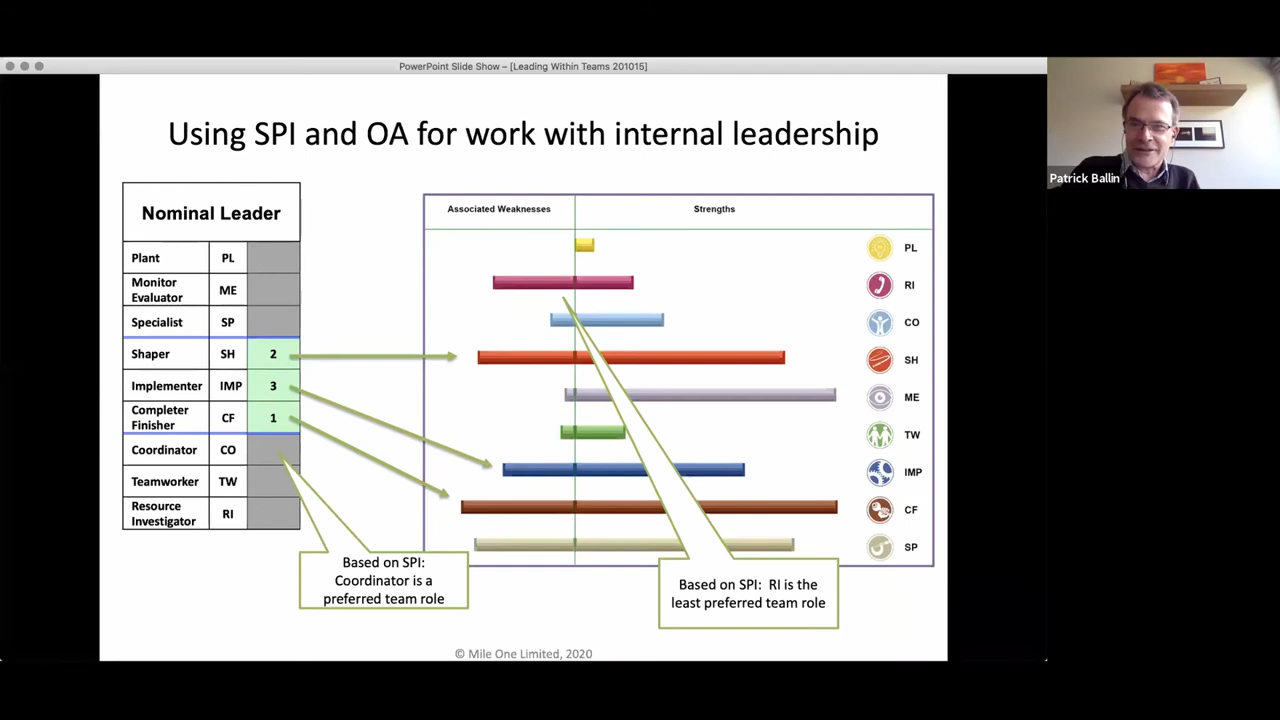 PowerPoint Slide Show – [Leading Within Teams 201015]
Using SPI and OA for work with internal leadership
Patrick Ballin
Nominal Leader
Plant PL
Monitor
Evaluator ME
Specialist SP
Shaper SH 2
Implementer IMP 3
Completer
Finisher CF 1
Coordinator CO
Teamworker TW
Resource
Investigator RI
Associated Weaknesses Strengths
PL
RI
CO
SH
ME
TW
IMP
CF
SP
Based on SPI:
Coordinator is a
preferred team role
Based on SPI: RI is the
least preferred team role
© Mile One Limited, 2020